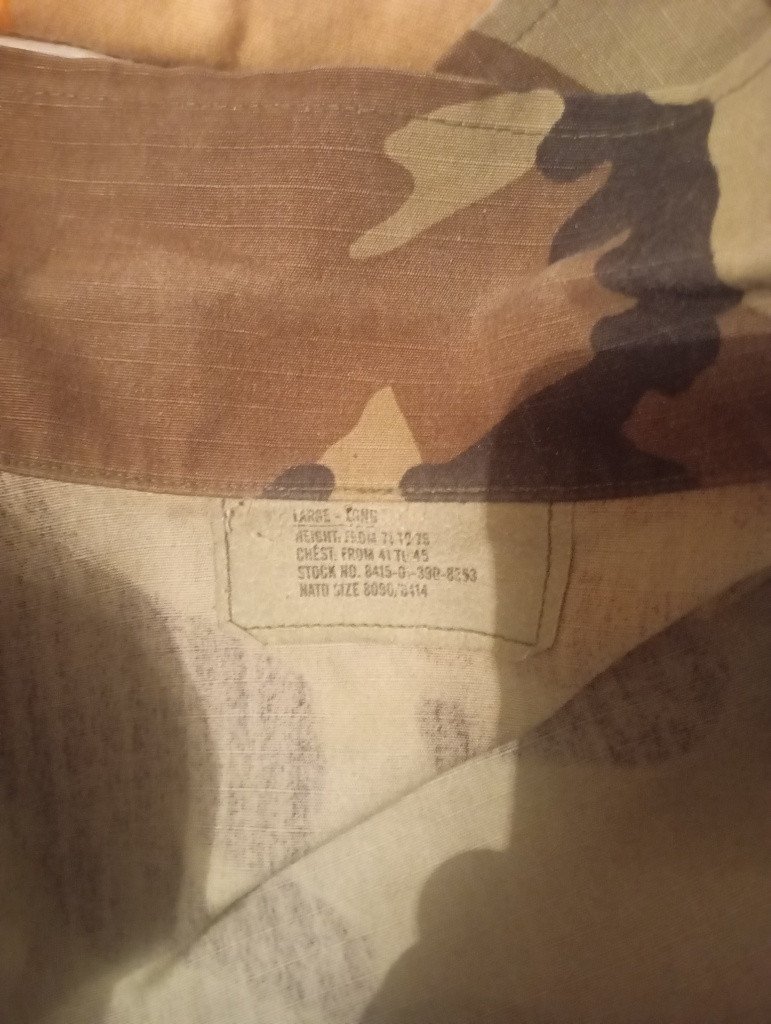 LARGE - LONG
HEIGHT: FROM 71 TO 75
CHEST: FROM 41 TO 45
STOCK NO. 8415-01-390-8553
NATO SIZE 8090/0414